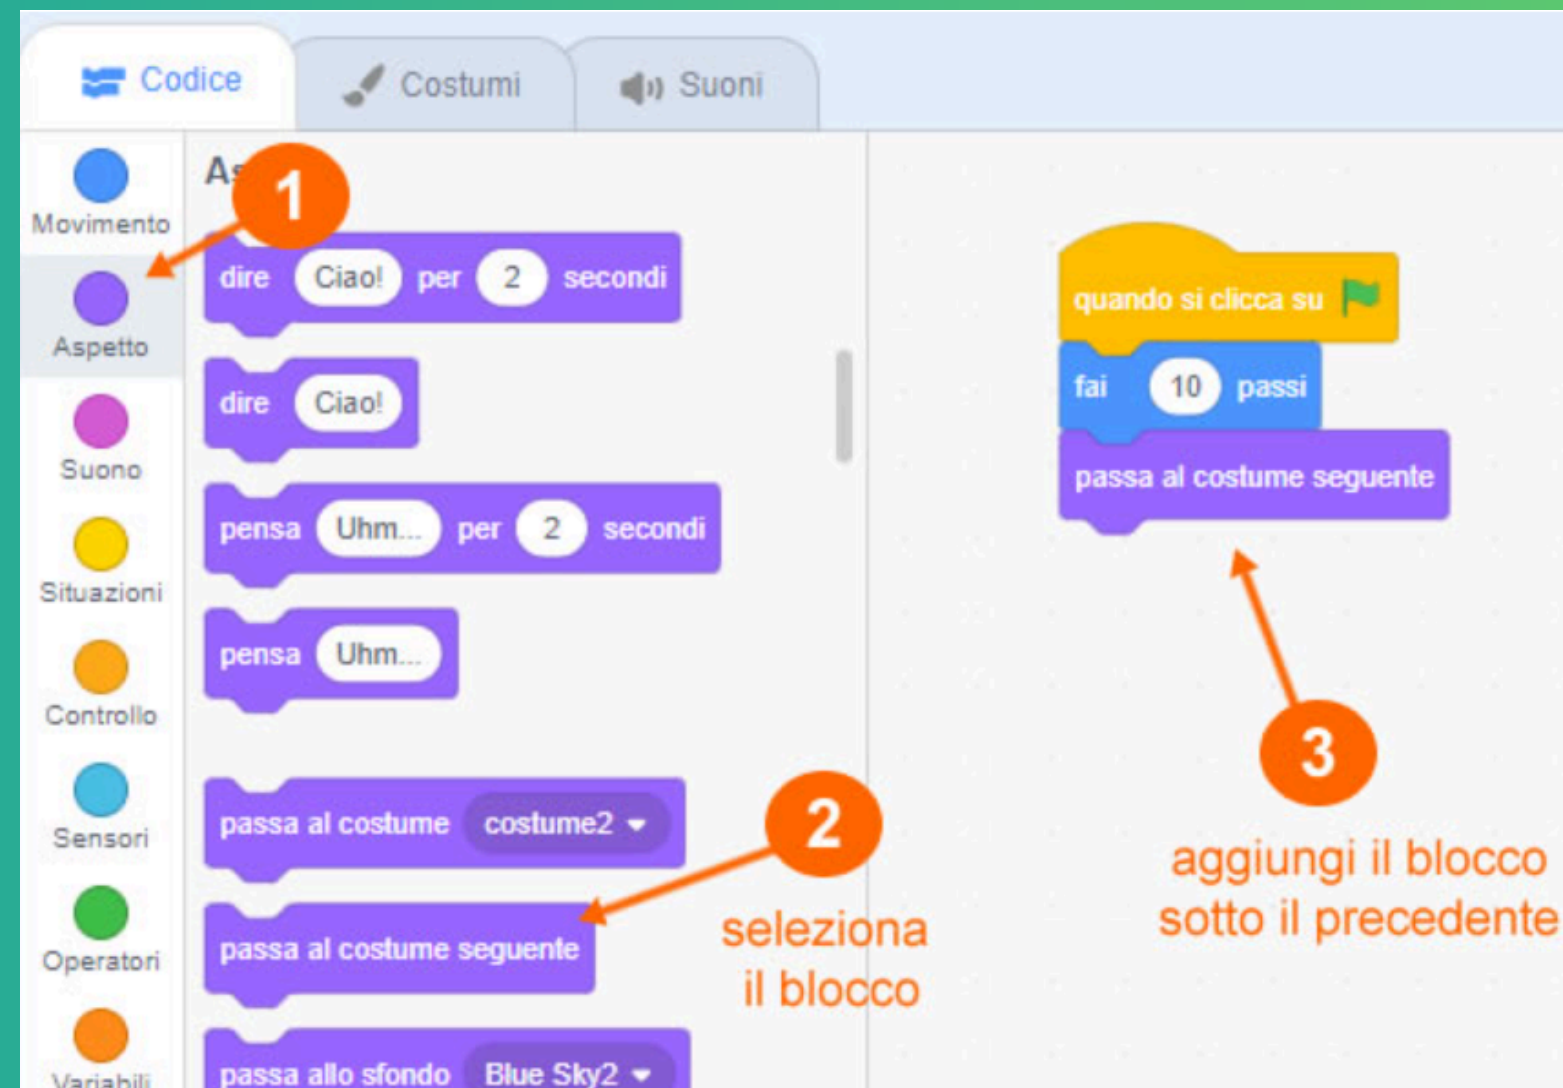 Codice
Costumi
Suoni
Movimento
Aspetto
Suono
Situazioni
Controllo
Sensori
Operatori
Variabili
1
dire Ciao! per 2 secondi
dire Ciao!
pensa Uhm... per 2 secondi
pensa Uhm...
passa al costume costume2
passa al costume seguente
passa allo sfondo Blue Sky2
2
seleziona
il blocco
quando si clicca su
fai 10 passi
passa al costume seguente
3
aggiungi il blocco
sotto il precedente